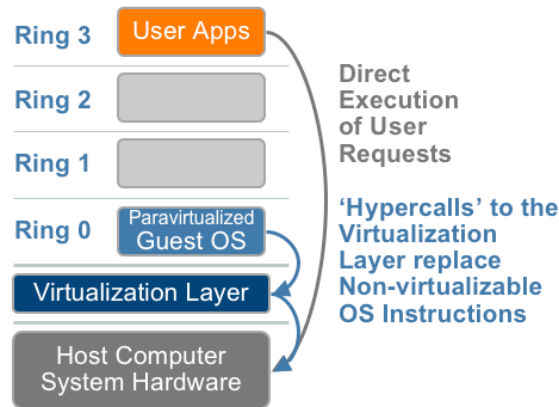 Ring 3
User Apps
Ring 2
Ring 1
Ring 0
Paravirtualized
Guest OS
Virtualization Layer
Host Computer
System Hardware
Direct
Execution
of User
Requests
‘Hypercalls’ to the
Virtualization
Layer replace
Non-virtualizable
OS Instructions